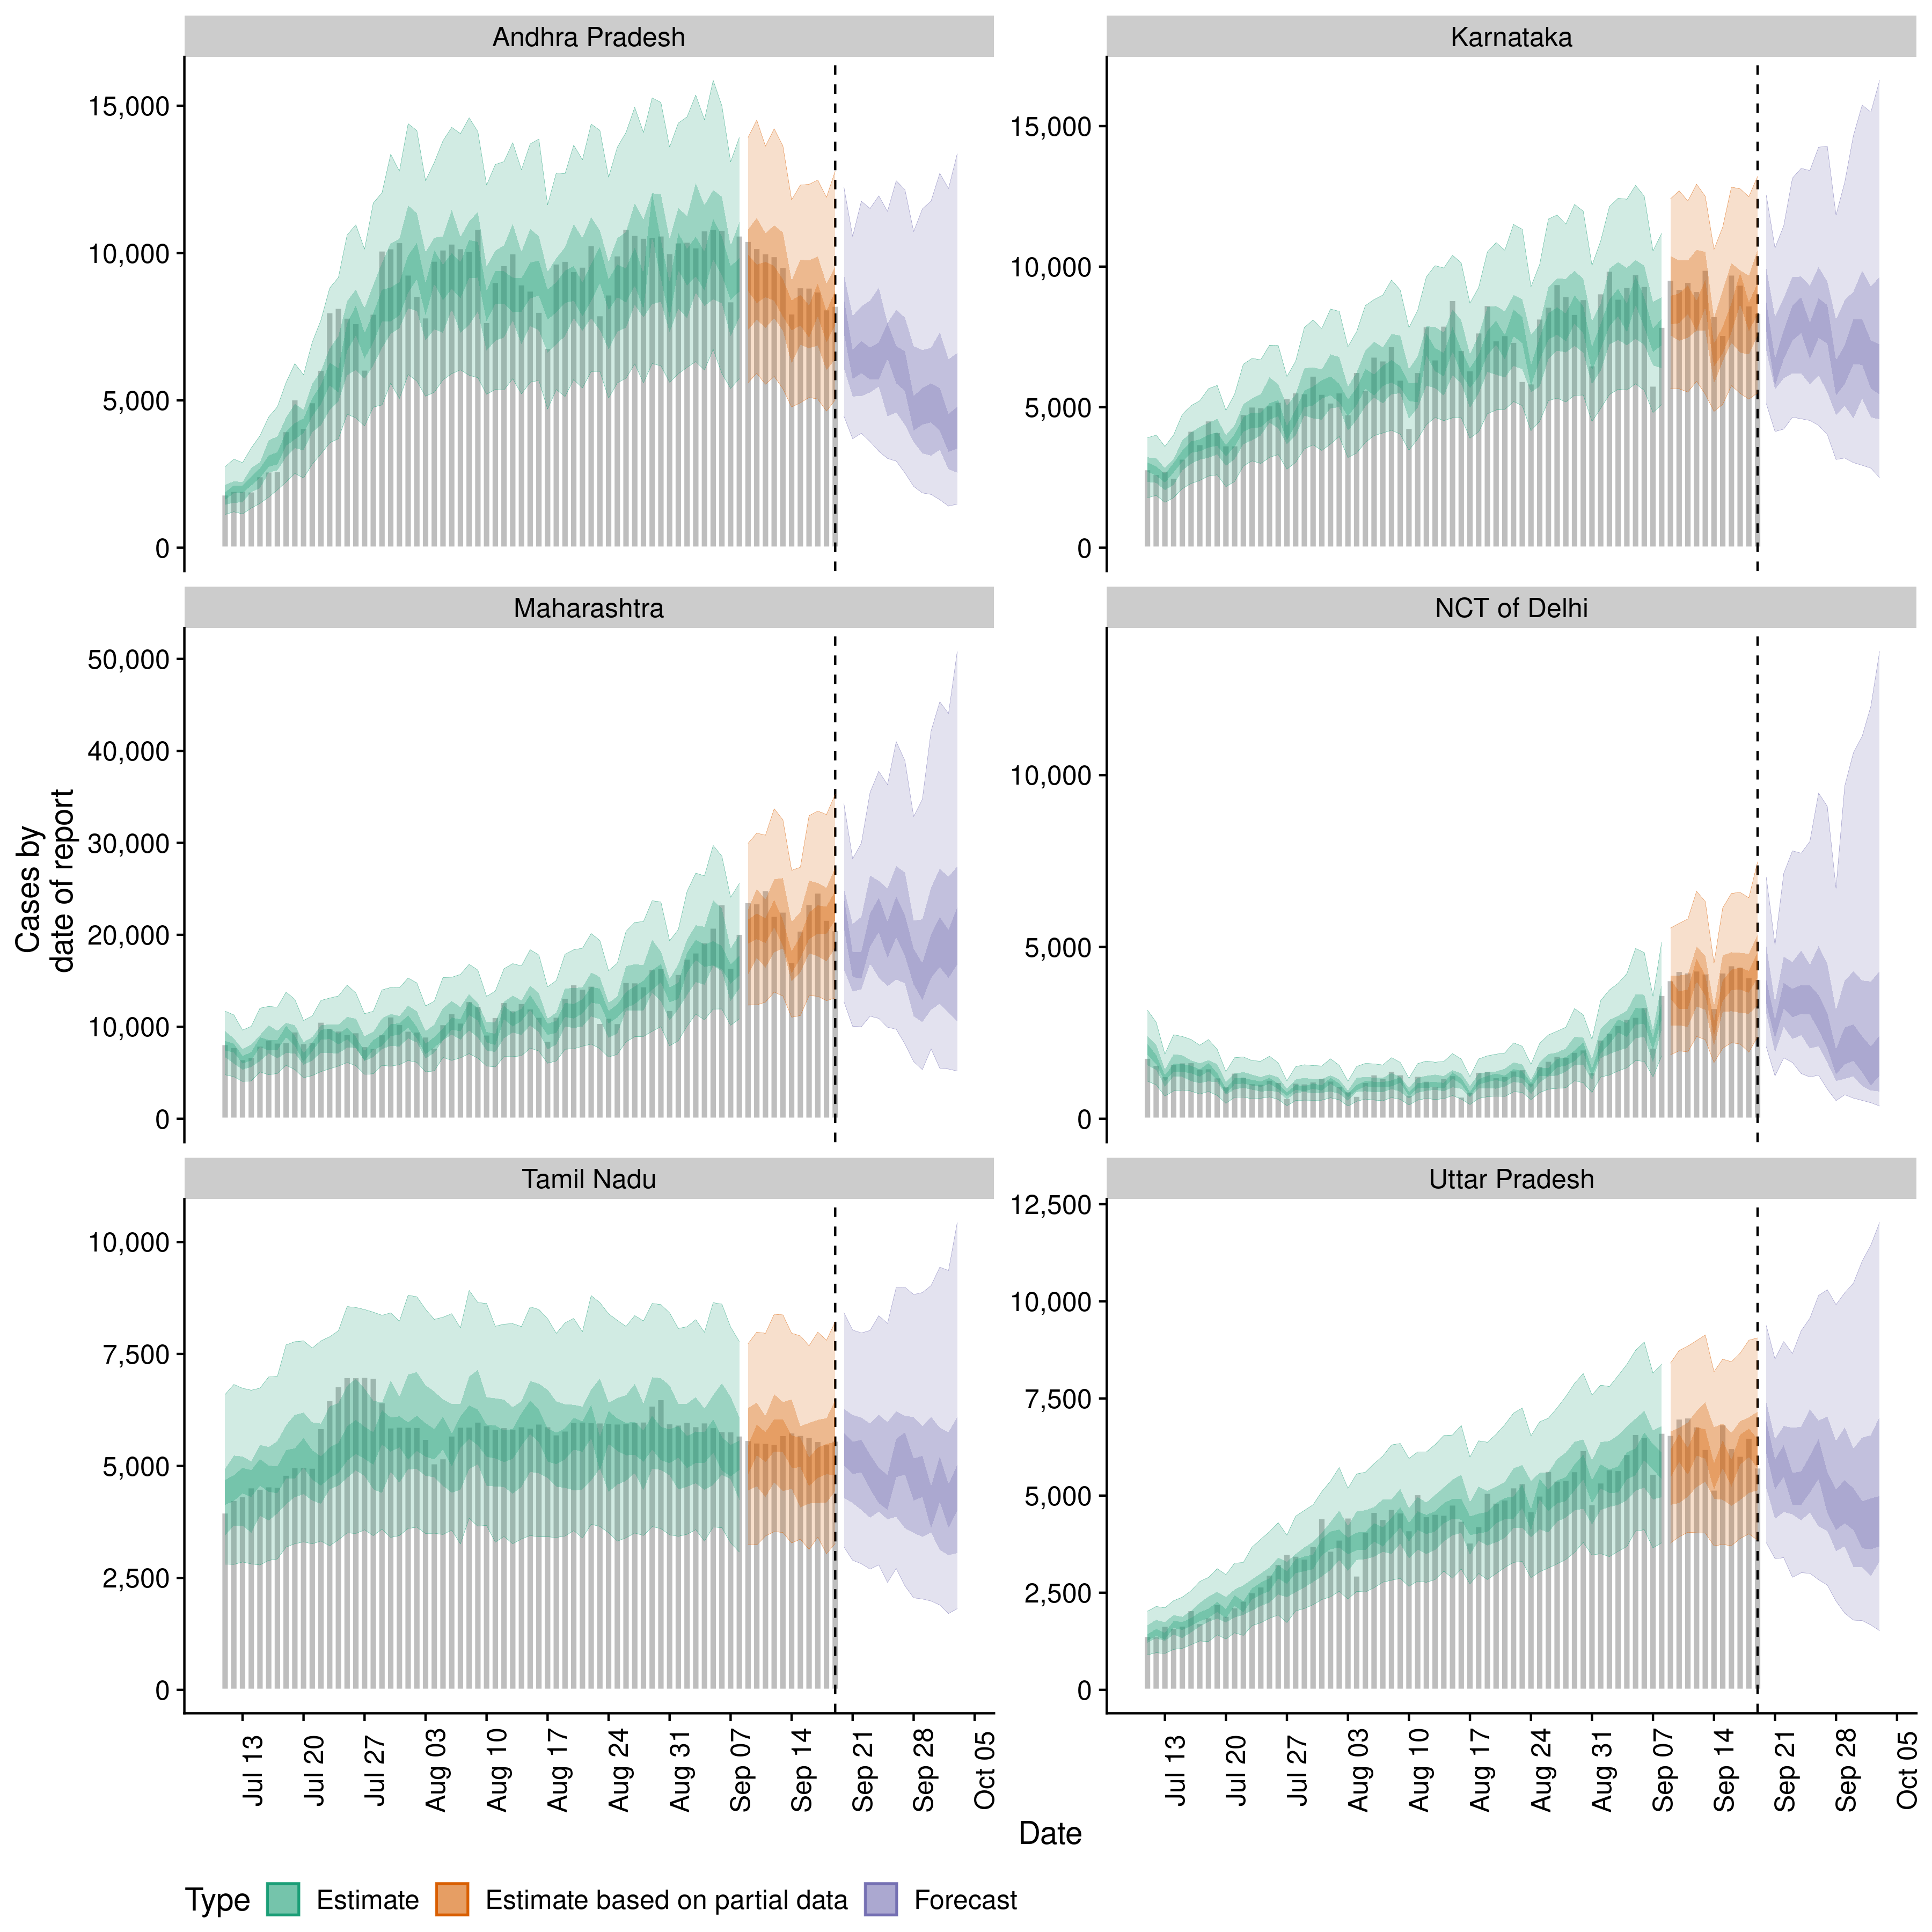 Andhra Pradesh
Karnataka
15,000
10,000
5,000
0
15,000
10,000
5,000
0
Maharashtra
NCT of Delhi
50,000
40,000
30,000
20,000
10,000
0
10,000
5,000
0
Cases by
date of report
Tamil Nadu
Uttar Pradesh
10,000
7,500
5,000
2,500
0
12,500
10,000
7,500
5,000
2,500
0
Jul 13
Jul 20
Jul 27
Aug 03
Aug 10
Aug 17
Aug 24
Aug 31
Sep 07
Sep 14
Sep 21
Sep 28
Oct 05
Jul 13
Jul 20
Jul 27
Aug 03
Aug 10
Aug 17
Aug 24
Aug 31
Sep 07
Sep 14
Sep 21
Sep 28
Oct 05
Date
Type Estimate Estimate based on partial data Forecast